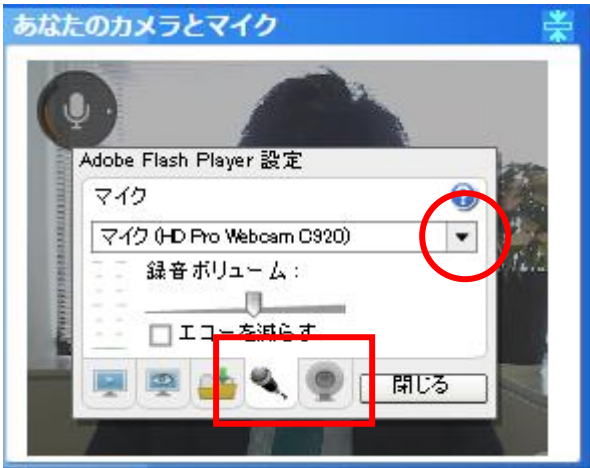 あなたのカメラとマイク
Adobe Flash Player 設定
マイク
マイク (HD Pro Webcam C920)
録音ボリューム :
エコーを減らす
閉じる